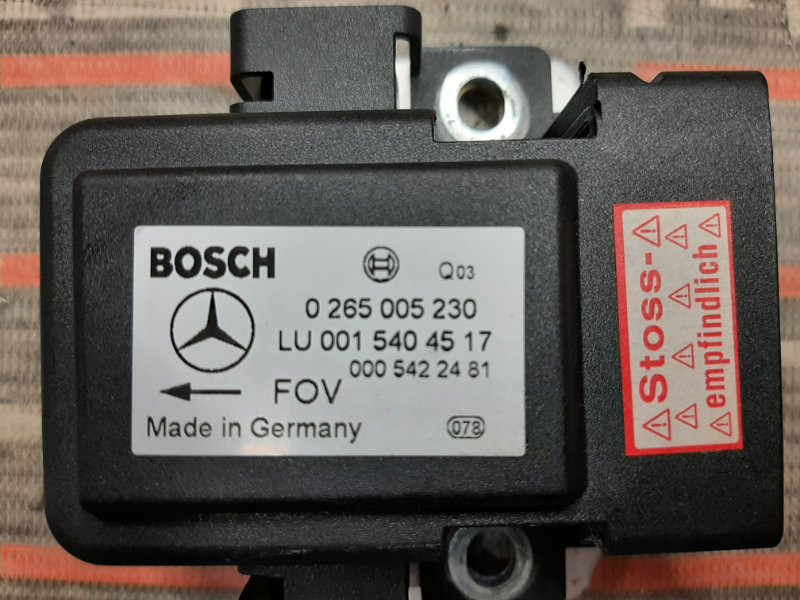 BOSCH
Q03
0 265 005 230
LU 001 540 45 17
000 542 24 81
FOV
Made in Germany
078
Stoss-
empfindlich